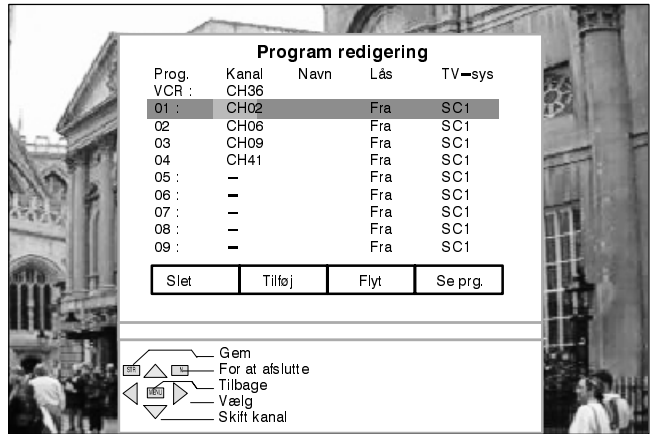 Program redigering
Prog. Kanal Navn Lås TV-sys
VCR : CH36
01 : CH02 Fra SC1
02 CH06 Fra SC1
03 CH09 Fra SC1
04 CH41 Fra SC1
05 : – Fra SC1
06 : – Fra SC1
07 : – Fra SC1
08 : – Fra SC1
09 : – Fra SC1
Slet Tilføj Flyt Se prg.
Gem
STR For at afslutte
Tilbage
MENU Vælg
Skift kanal